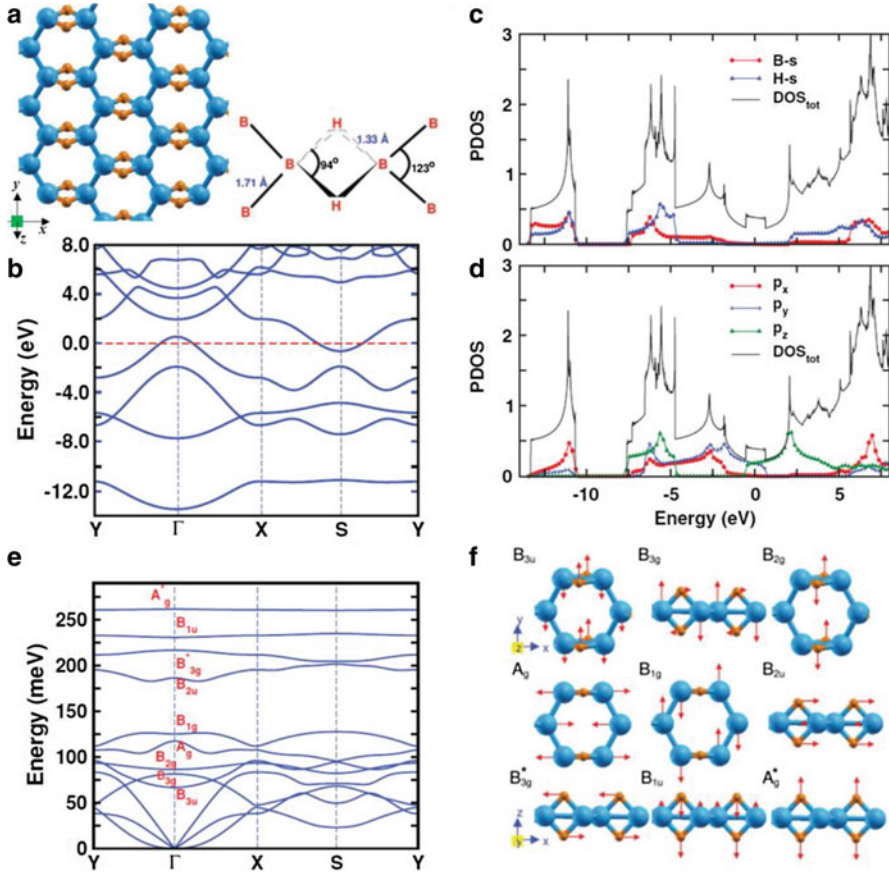 a
y
x
z
B
B
B
H
H
B
B
B
1.33 Å
94°
123°
1.71 Å
b
Energy (eV)
8.0
4.0
0.0
-4.0
-8.0
-12.0
Y Γ X S Y
c
PDOS
3
2
1
0
B-s
H-s
DOS_tot
d
PDOS
3
2
1
0
p_x
p_y
p_z
DOS_tot
-10 -5 0 5
Energy (eV)
e
Energy (meV)
250
200
150
100
50
0
A*_g
B_1u
B*_3g
B_2u
B_1g
A_g
B_2g
B_3g
B_3u
Y Γ X S Y
f
B_3u B_3g B_2g
y
z x
A_g B_1g B_2u
B*_3g B_1u A*_g
z
y x